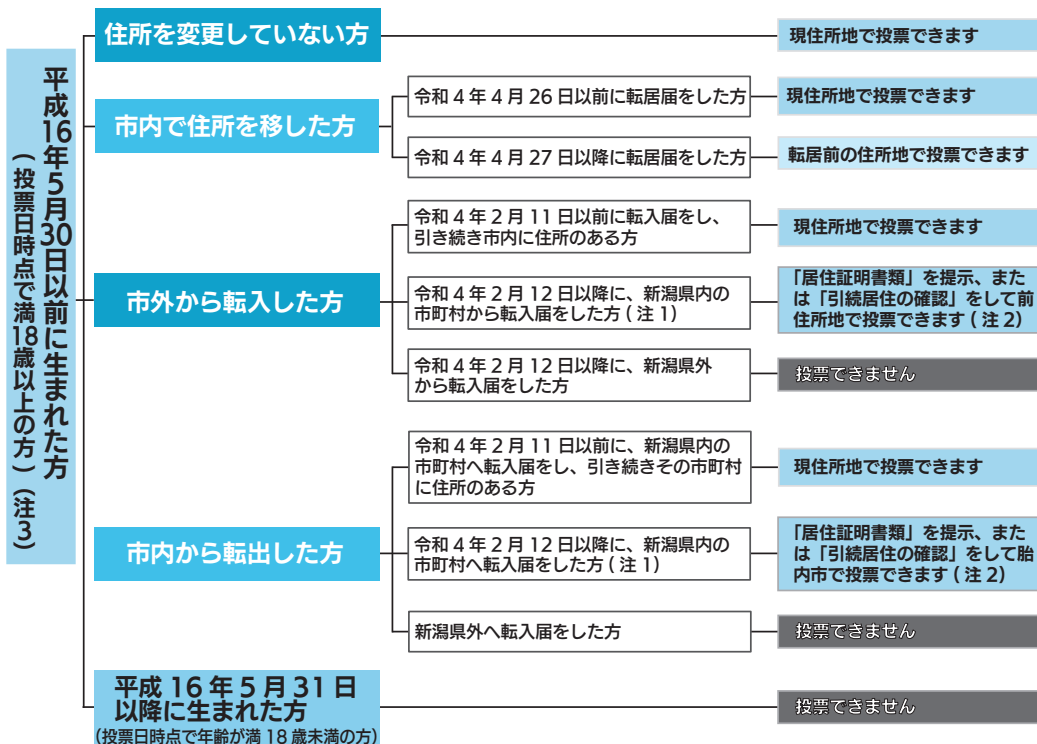 平成16年5月30日以前に生まれた方
(投票日時点で満18歳以上の方)(注3)
住所を変更していない方
現住所地で投票できます
市内で住所を移した方
令和4年4月26日以前に転居届をした方
現住所地で投票できます
令和4年4月27日以降に転居届をした方
転居前の住所地で投票できます
市外から転入した方
令和4年2月11日以前に転入届をし、
引き続き市内に住所のある方
現住所地で投票できます
令和4年2月12日以降に、新潟県内の
市町村から転入届をした方(注1)
「居住証明書類」を提示、また
は「引続居住の確認」をして前
住所地で投票できます(注2)
令和4年2月12日以降に、新潟県外
から転入届をした方
投票できません
市内から転出した方
令和4年2月11日以前に、新潟県内の
市町村へ転入届をし、引き続きその市町村
に住所のある方
現住所地で投票できます
令和4年2月12日以降に、新潟県内の
市町村へ転入届をした方(注1)
「居住証明書類」を提示、また
は「引続居住の確認」をして胎
内市で投票できます(注2)
新潟県外へ転入届をした方
投票できません
平成16年5月31日
以降に生まれた方
(投票日時点で年齢が満18歳未満の方)
投票できません